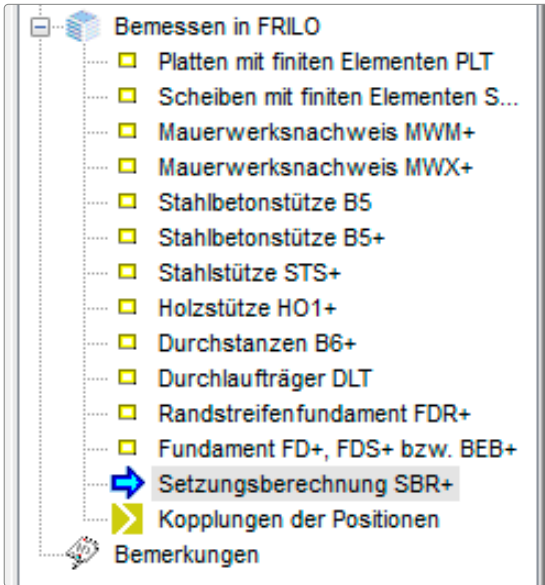 Bemessen in FRILO
Platten mit finiten Elementen PLT
Scheiben mit finiten Elementen S...
Mauerwerksnachweis MWM+
Mauerwerksnachweis MWX+
Stahlbetonstütze B5
Stahlbetonstütze B5+
Stahlstütze STS+
Holzstütze HO1+
Durchstanzen B6+
Durchlaufträger DLT
Randstreifenfundament FDR+
Fundament FD+, FDS+ bzw. BEB+
Setzungsberechnung SBR+
Kopplungen der Positionen
Bemerkungen